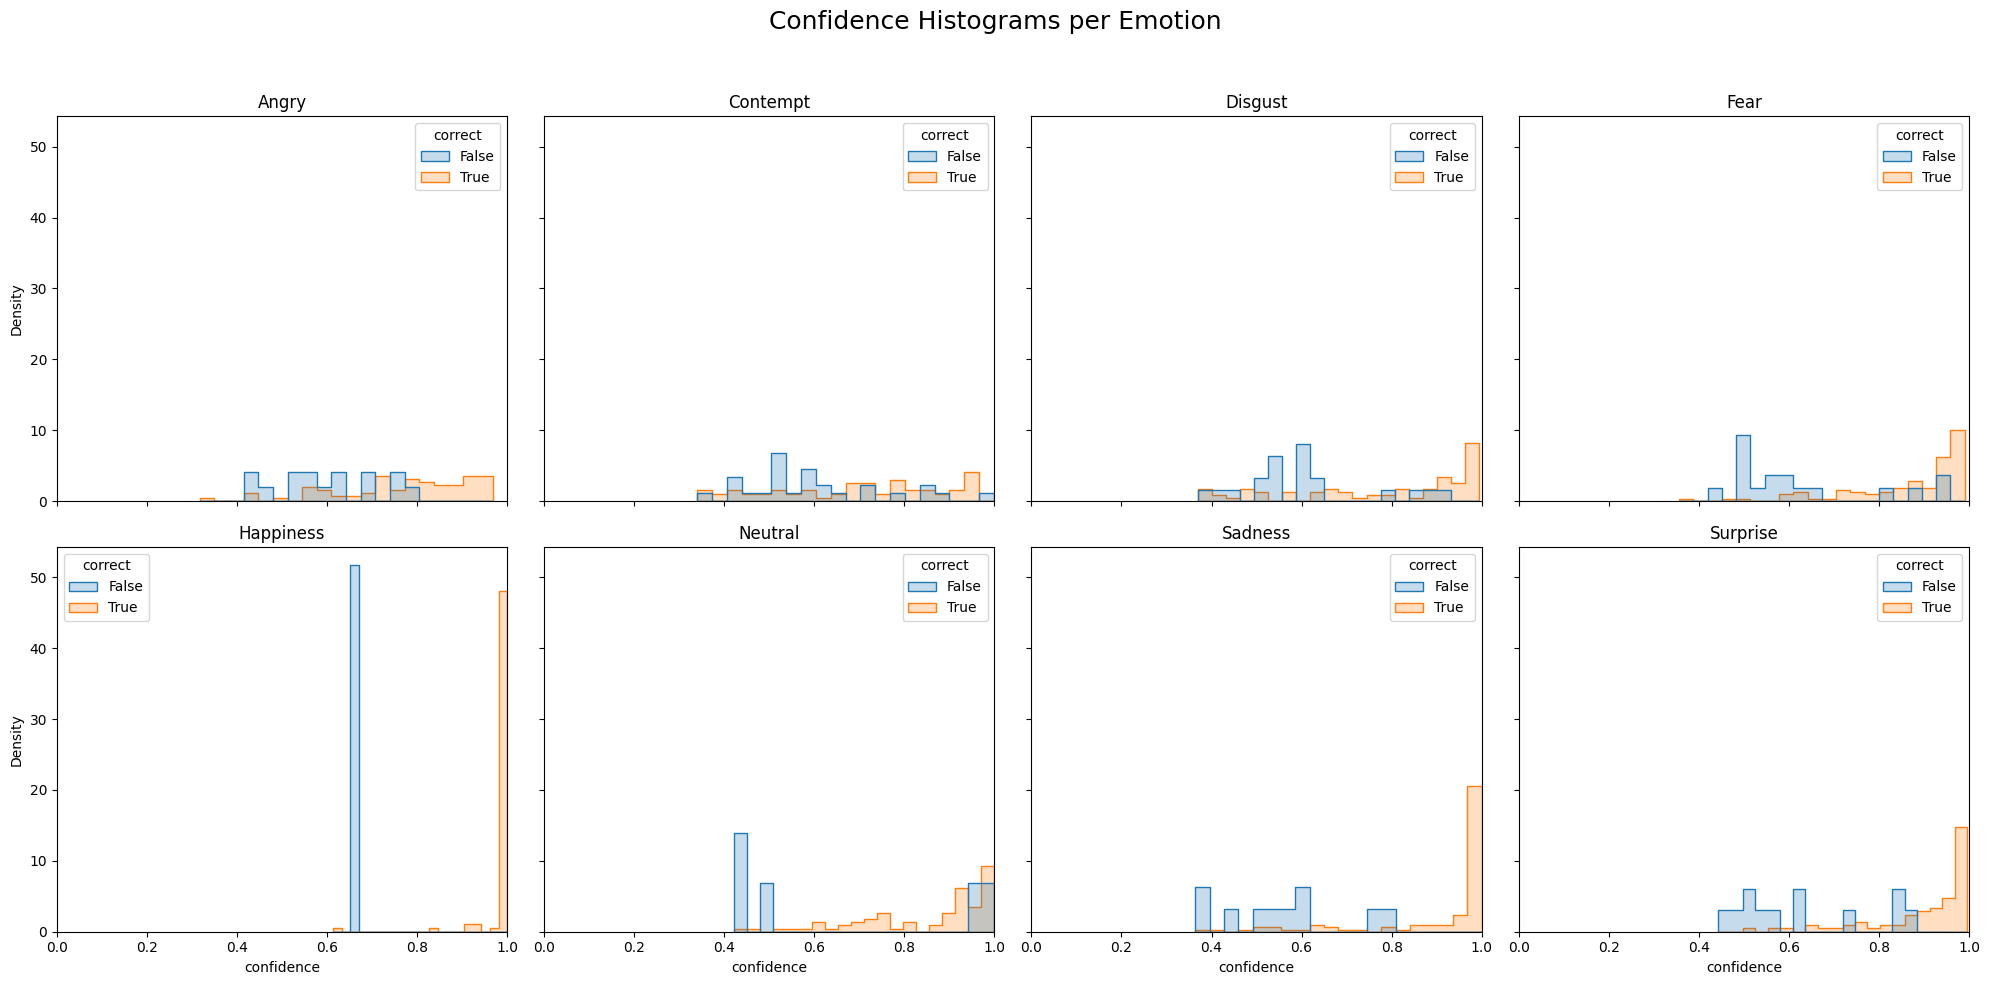 Confidence Histograms per Emotion
Angry
Contempt
Disgust
Fear
correct
False
True
correct
False
True
correct
False
True
correct
False
True
50
40
30
20
10
0
Density
Happiness
Neutral
Sadness
Surprise
correct
False
True
correct
False
True
correct
False
True
correct
False
True
50
40
30
20
10
0
Density
0.0 0.2 0.4 0.6 0.8 1.0
0.0 0.2 0.4 0.6 0.8 1.0
0.0 0.2 0.4 0.6 0.8 1.0
0.0 0.2 0.4 0.6 0.8 1.0
confidence
confidence
confidence
confidence